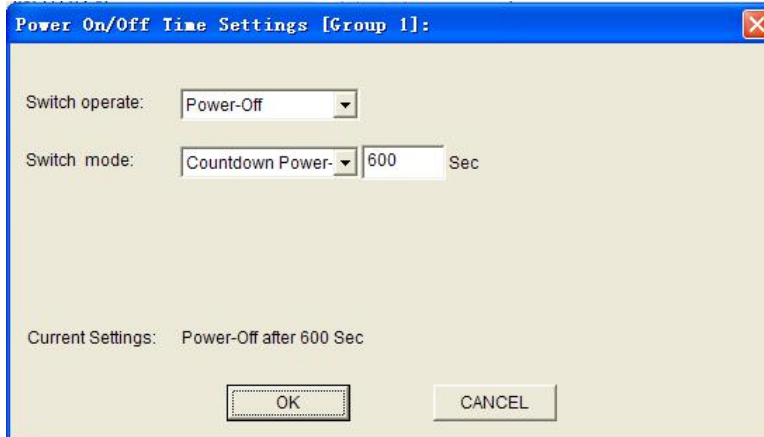 Power On/Off Time Settings [Group 1]:
Switch operate: Power-Off
Switch mode: Countdown Power- 600 Sec
Current Settings: Power-Off after 600 Sec
OK CANCEL